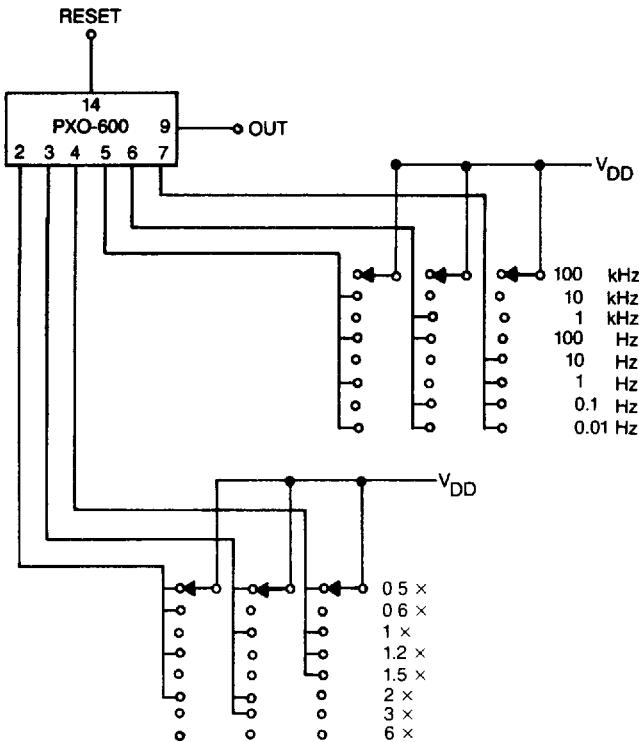 RESET
14
PXO-600
9
OUT
2 3 4 5 6 7
VDD
100 kHz
10 kHz
1 kHz
100 Hz
10 Hz
1 Hz
0.1 Hz
0.01 Hz
VDD
0 5 ×
0 6 ×
1 ×
1.2 ×
1.5 ×
2 ×
3 ×
6 ×